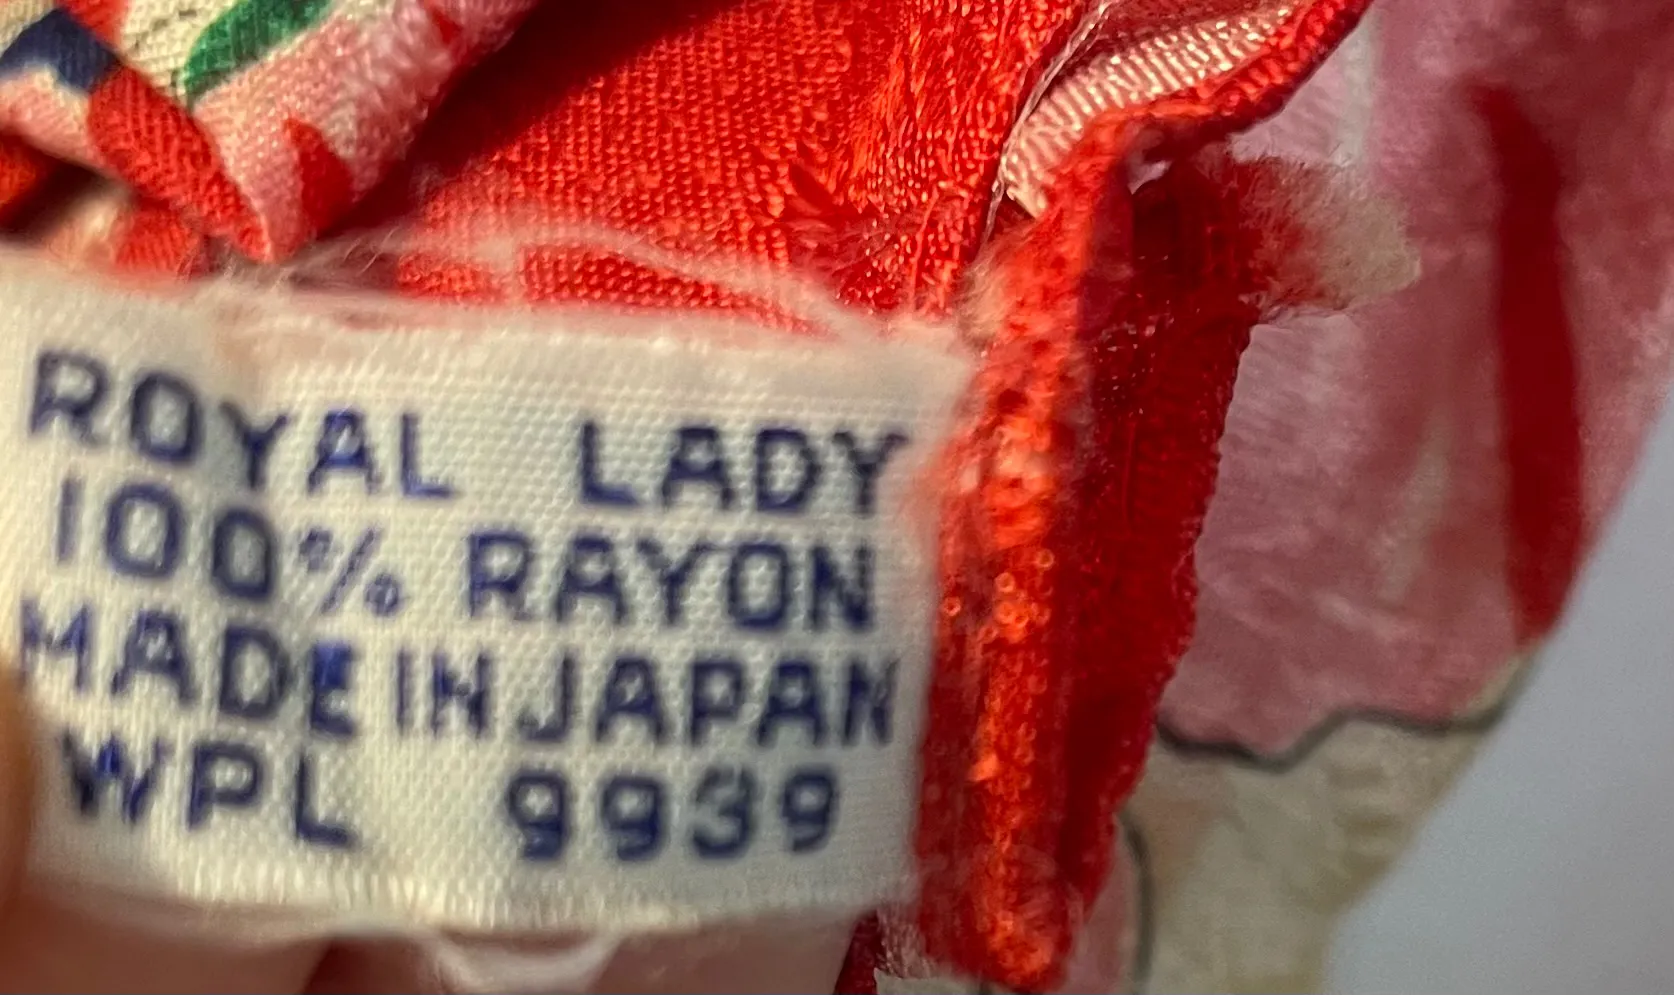 ROYAL LADY
100% RAYON
MADE IN JAPAN
WPL 9939